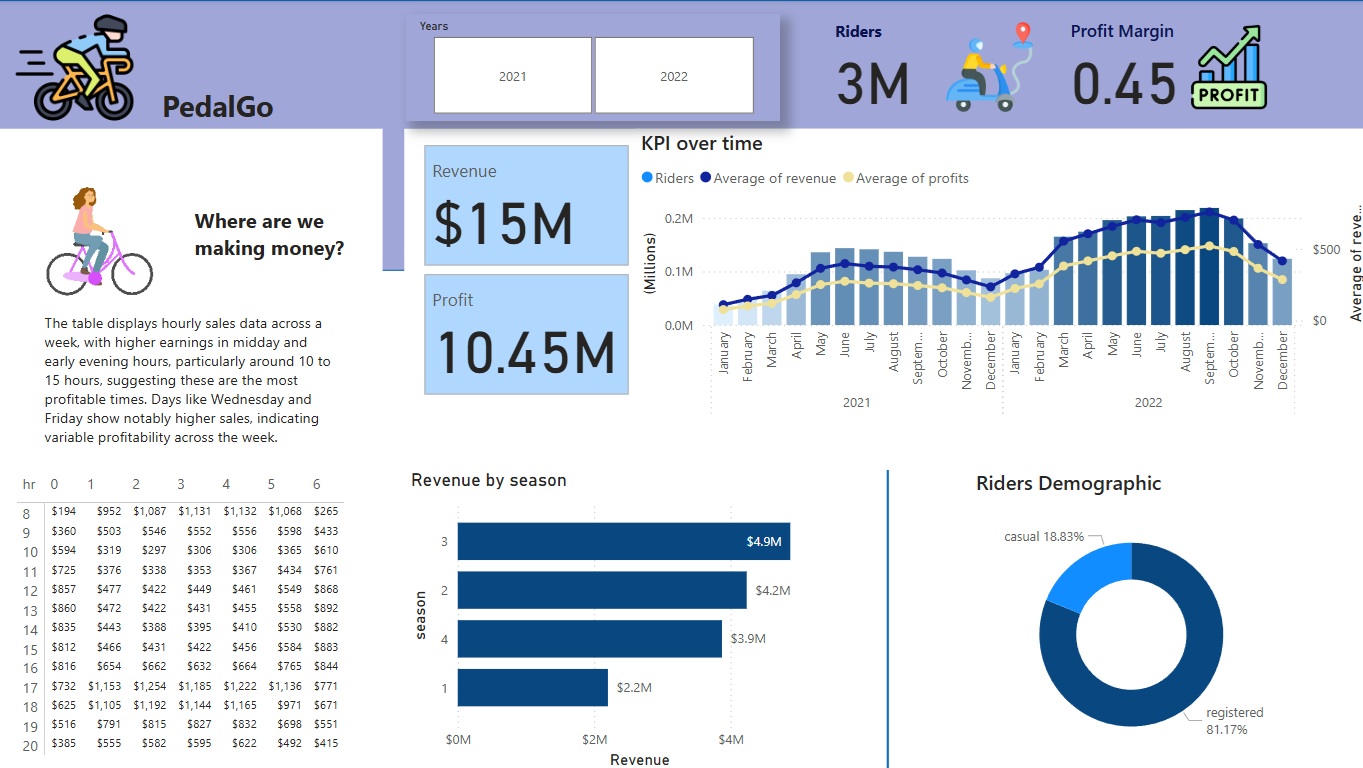 PedalGo
Years
2021
2022
Riders
3M
Profit Margin
0.45
PROFIT
Where are we
making money?
The table displays hourly sales data across a
week, with higher earnings in midday and
early evening hours, particularly around 10 to
15 hours, suggesting these are the most
profitable times. Days like Wednesday and
Friday show notably higher sales, indicating
variable profitability across the week.
hr 0 1 2 3 4 5 6
8 $194 $952 $1,087 $1,131 $1,132 $1,068 $265
9 $360 $503 $546 $552 $556 $598 $433
10 $594 $319 $297 $306 $306 $365 $610
11 $725 $376 $338 $353 $367 $434 $761
12 $857 $477 $422 $449 $461 $549 $868
13 $860 $472 $422 $431 $455 $558 $892
14 $835 $443 $388 $395 $410 $530 $882
15 $812 $466 $431 $422 $456 $584 $883
16 $816 $654 $662 $632 $664 $765 $844
17 $732 $1,153 $1,254 $1,185 $1,222 $1,136 $771
18 $625 $1,105 $1,192 $1,144 $1,165 $971 $671
19 $516 $791 $815 $827 $832 $698 $551
20 $385 $555 $582 $595 $622 $492 $415
Revenue
$15M
Profit
10.45M
KPI over time
Riders Average of revenue Average of profits
(Millions)
0.2M
0.1M
0.0M
$500
$0
Average of reve...
January February March April May June July August Septem... October Novemb... December January February March April May June July August Septem... October Novemb... December
2021 2022
Revenue by season
season
3 $4.9M
2 $4.2M
4 $3.9M
1 $2.2M
$0M $2M $4M
Revenue
Riders Demographic
casual 18.83%
registered
81.17%